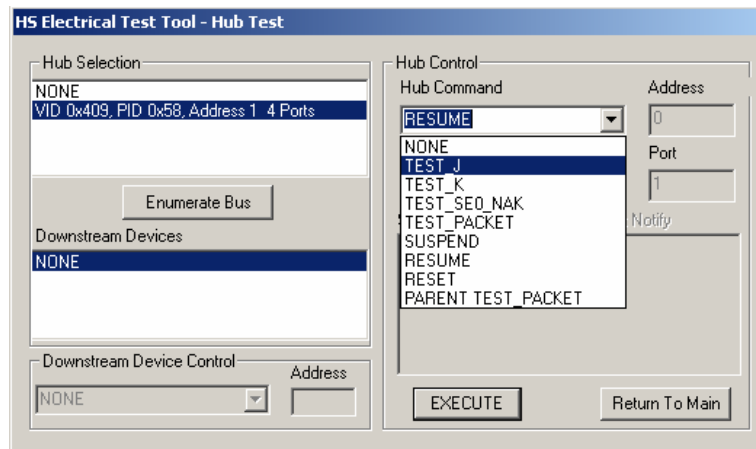 HS Electrical Test Tool - Hub Test
Hub Selection
NONE
VID 0x409, PID 0x58, Address 1 4 Ports
Enumerate Bus
Downstream Devices
NONE
Downstream Device Control
Address
NONE
Hub Control
Hub Command
Address
RESUME
0
NONE
TEST_J
TEST_K
TEST_SE0_NAK
TEST_PACKET
SUSPEND
RESUME
RESET
PARENT TEST_PACKET
Port
1
Notify
EXECUTE
Return To Main